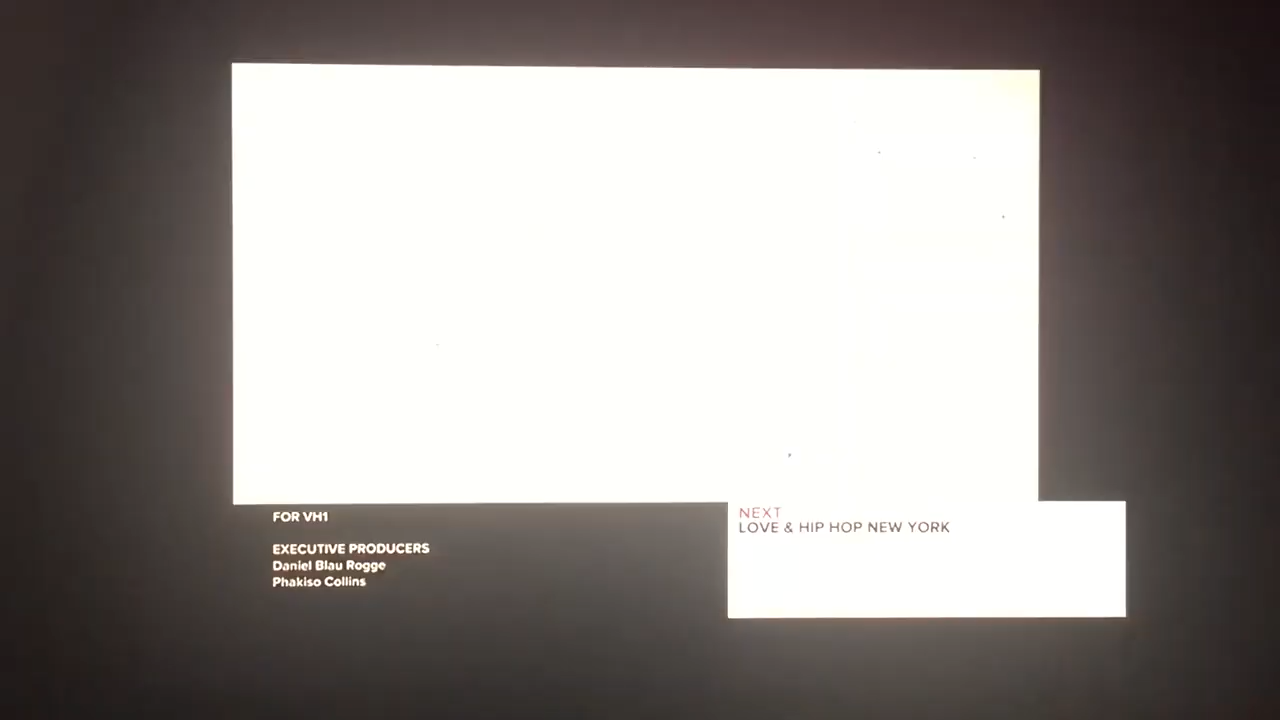 FOR VH1
EXECUTIVE PRODUCERS
Daniel Blau Rogge
Phakiso Collins
NEXT
LOVE & HIP HOP NEW YORK